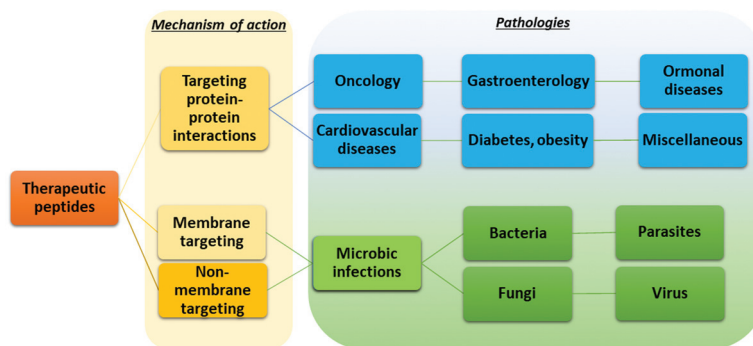 Mechanism of action
Pathologies
Targeting
protein-
protein
interactions
Oncology
Gastroenterology
Ormonal
diseases
Cardiovascular
diseases
Diabetes, obesity
Miscellaneous
Therapeutic
peptides
Membrane
targeting
Non-
membrane
targeting
Microbic
infections
Bacteria
Parasites
Fungi
Virus